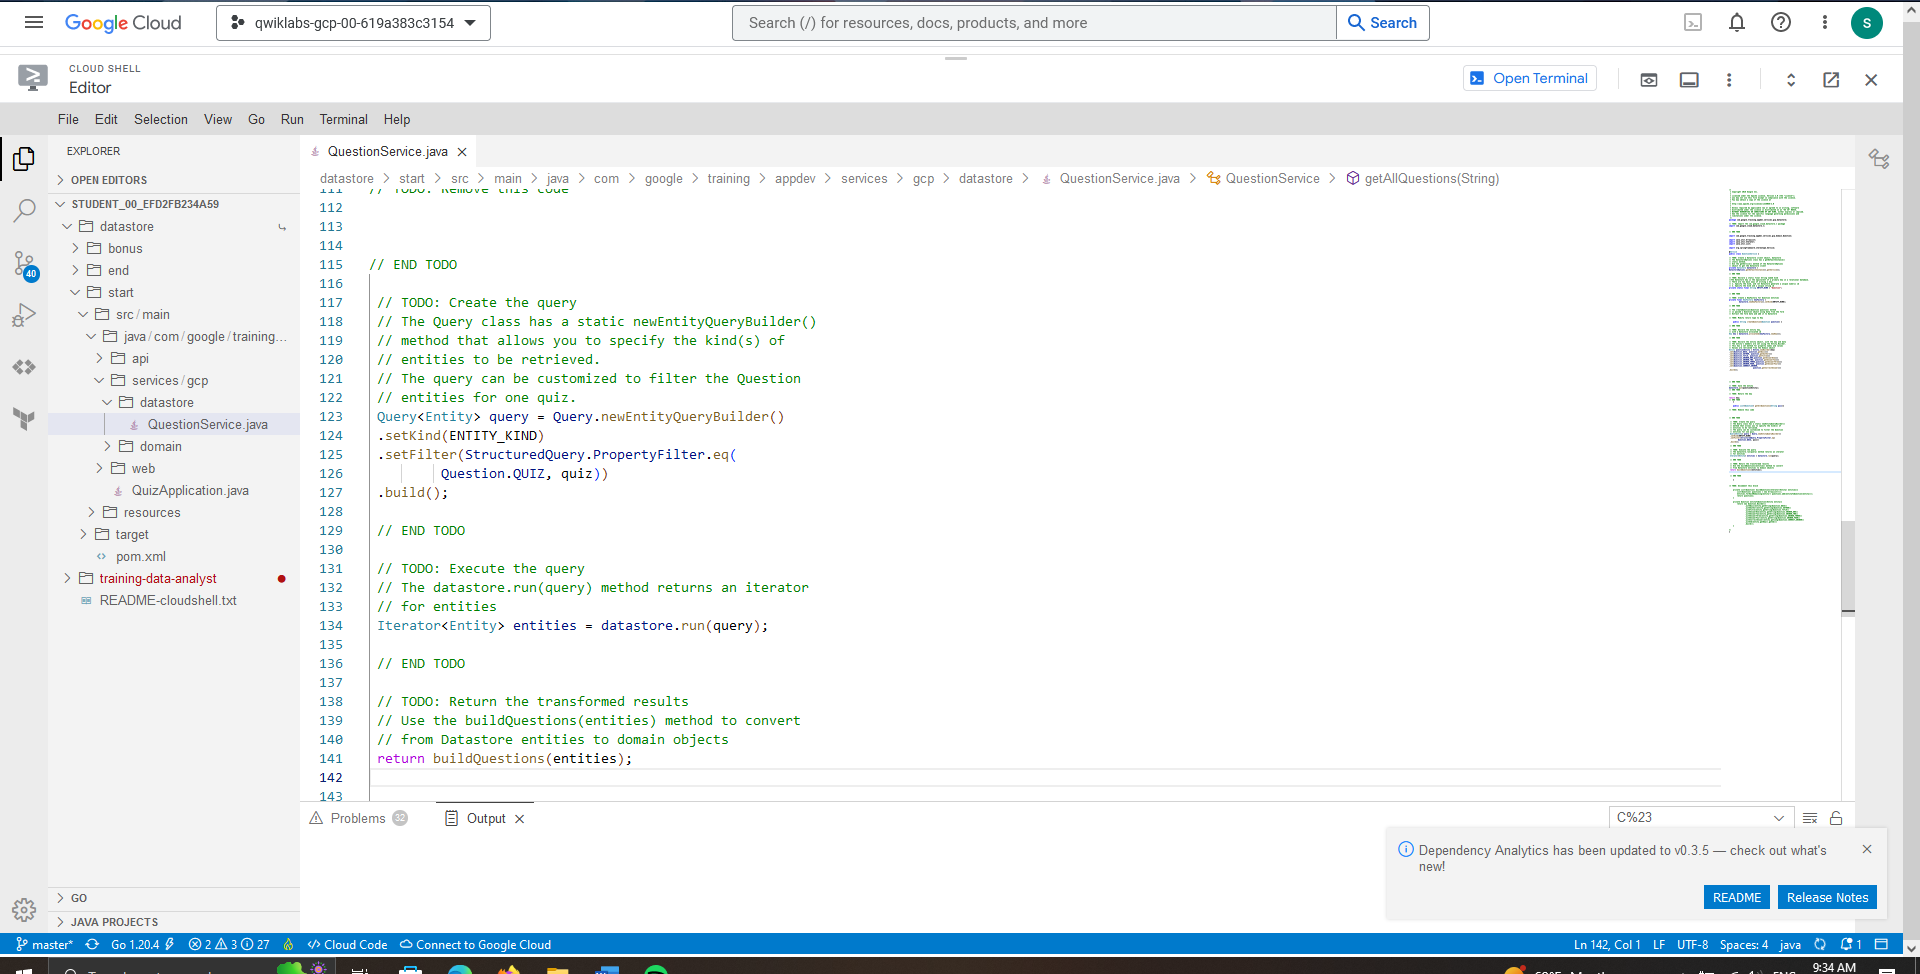 Google Cloud
qwiklabs-gcp-00-619a383c3154
Search (/) for resources, docs, products, and more
Search
S
CLOUD SHELL
Editor
Open Terminal
File Edit Selection View Go Run Terminal Help
EXPLORER
OPEN EDITORS
STUDENT_00_EFD2FB234A59
datastore
bonus
end
start
src/main
java/com/google/training...
api
services/gcp
datastore
QuestionService.java
domain
web
QuizApplication.java
resources
target
pom.xml
training-data-analyst
README-cloudshell.txt
GO
JAVA PROJECTS
40
QuestionService.java
datastore > start > src > main > java > com > google > training > appdev > services > gcp > datastore > QuestionService.java > QuestionService > getAllQuestions(String)
111 // TODO: Remove this code
112
113
114
115 // END TODO
116
117 // TODO: Create the query
118 // The Query class has a static newEntityQueryBuilder()
119 // method that allows you to specify the kind(s) of
120 // entities to be retrieved.
121 // The query can be customized to filter the Question
122 // entities for one quiz.
123 Query<Entity> query = Query.newEntityQueryBuilder()
124 .setKind(ENTITY_KIND)
125 .setFilter(StructuredQuery.PropertyFilter.eq(
126 Question.QUIZ, quiz))
127 .build();
128
129 // END TODO
130
131 // TODO: Execute the query
132 // The datastore.run(query) method returns an iterator
133 // for entities
134 Iterator<Entity> entities = datastore.run(query);
135
136 // END TODO
137
138 // TODO: Return the transformed results
139 // Use the buildQuestions(entities) method to convert
140 // from Datastore entities to domain objects
141 return buildQuestions(entities);
142
143
Problems 32 Output
C%23
Dependency Analytics has been updated to v0.3.5 — check out what's
new!
README Release Notes
master* Go 1.20.4 2 3 27 </> Cloud Code Connect to Google Cloud
Ln 142, Col 1 LF UTF-8 Spaces: 4 java 1
9:34 AM